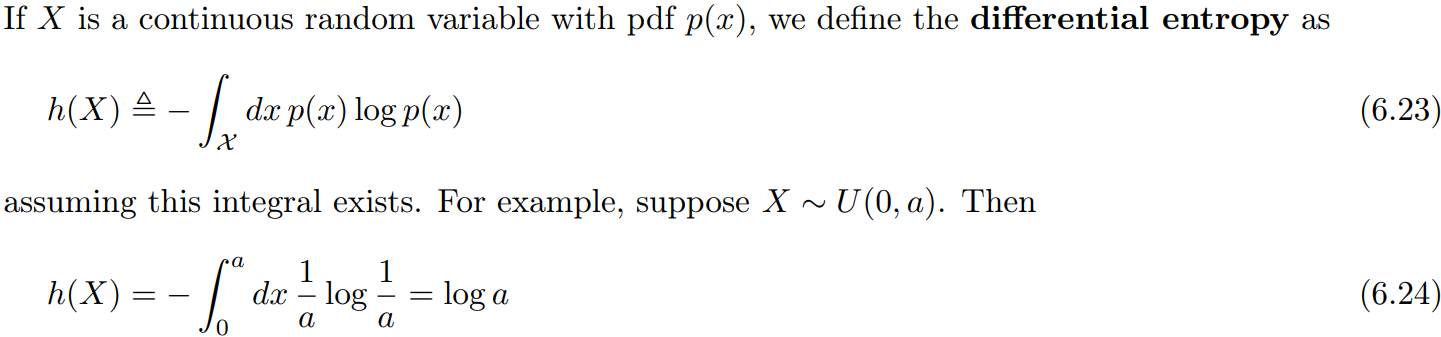 If X is a continuous random variable with pdf p(x), we define the differential entropy as
h(X) ≜ − ∫_𝒳 dx p(x) log p(x) (6.23)
assuming this integral exists. For example, suppose X ∼ U(0, a). Then
h(X) = − ∫_0^a dx 1/a log 1/a = log a (6.24)